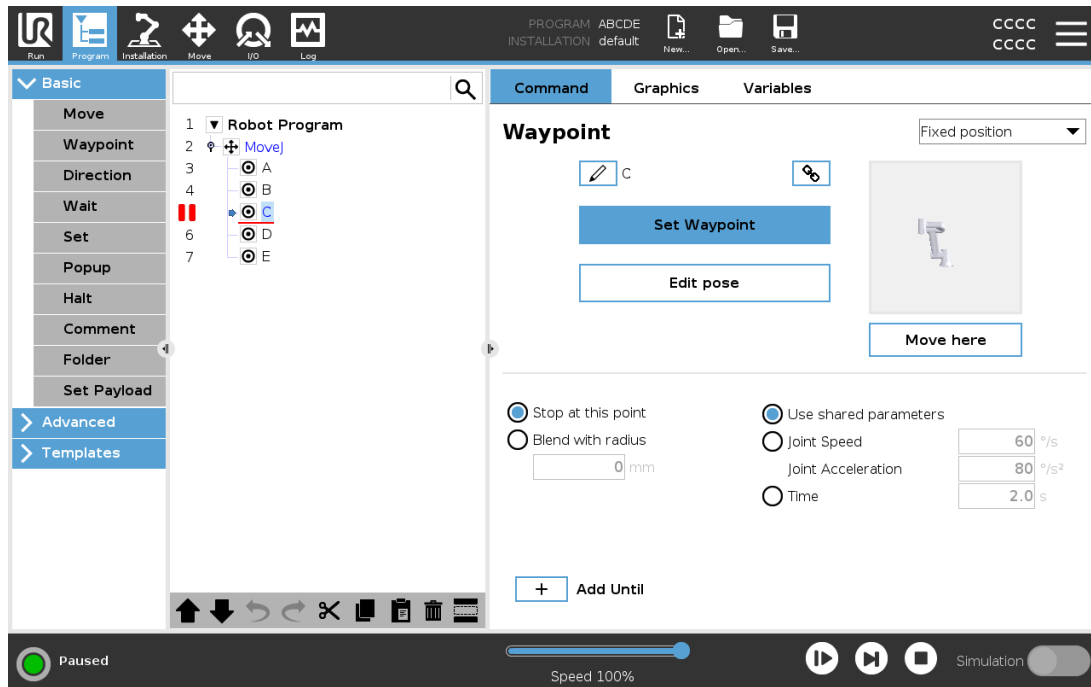 PROGRAM ABCDE
INSTALLATION default
CCCC
CCCC
Run
Program
Installation
Move
I/O
Log
New...
Open...
Save...
Basic
Move
Waypoint
Direction
Wait
Set
Popup
Halt
Comment
Folder
Set Payload
Advanced
Templates
1 Robot Program
2 MoveJ
3 A
4 B
C
6 D
7 E
Command
Graphics
Variables
Waypoint
Fixed position
C
Set Waypoint
Edit pose
Move here
Stop at this point
Blend with radius
0 mm
Use shared parameters
Joint Speed 60 °/s
Joint Acceleration 80 °/s²
Time 2.0 s
+ Add Until
Paused
Speed 100%
Simulation